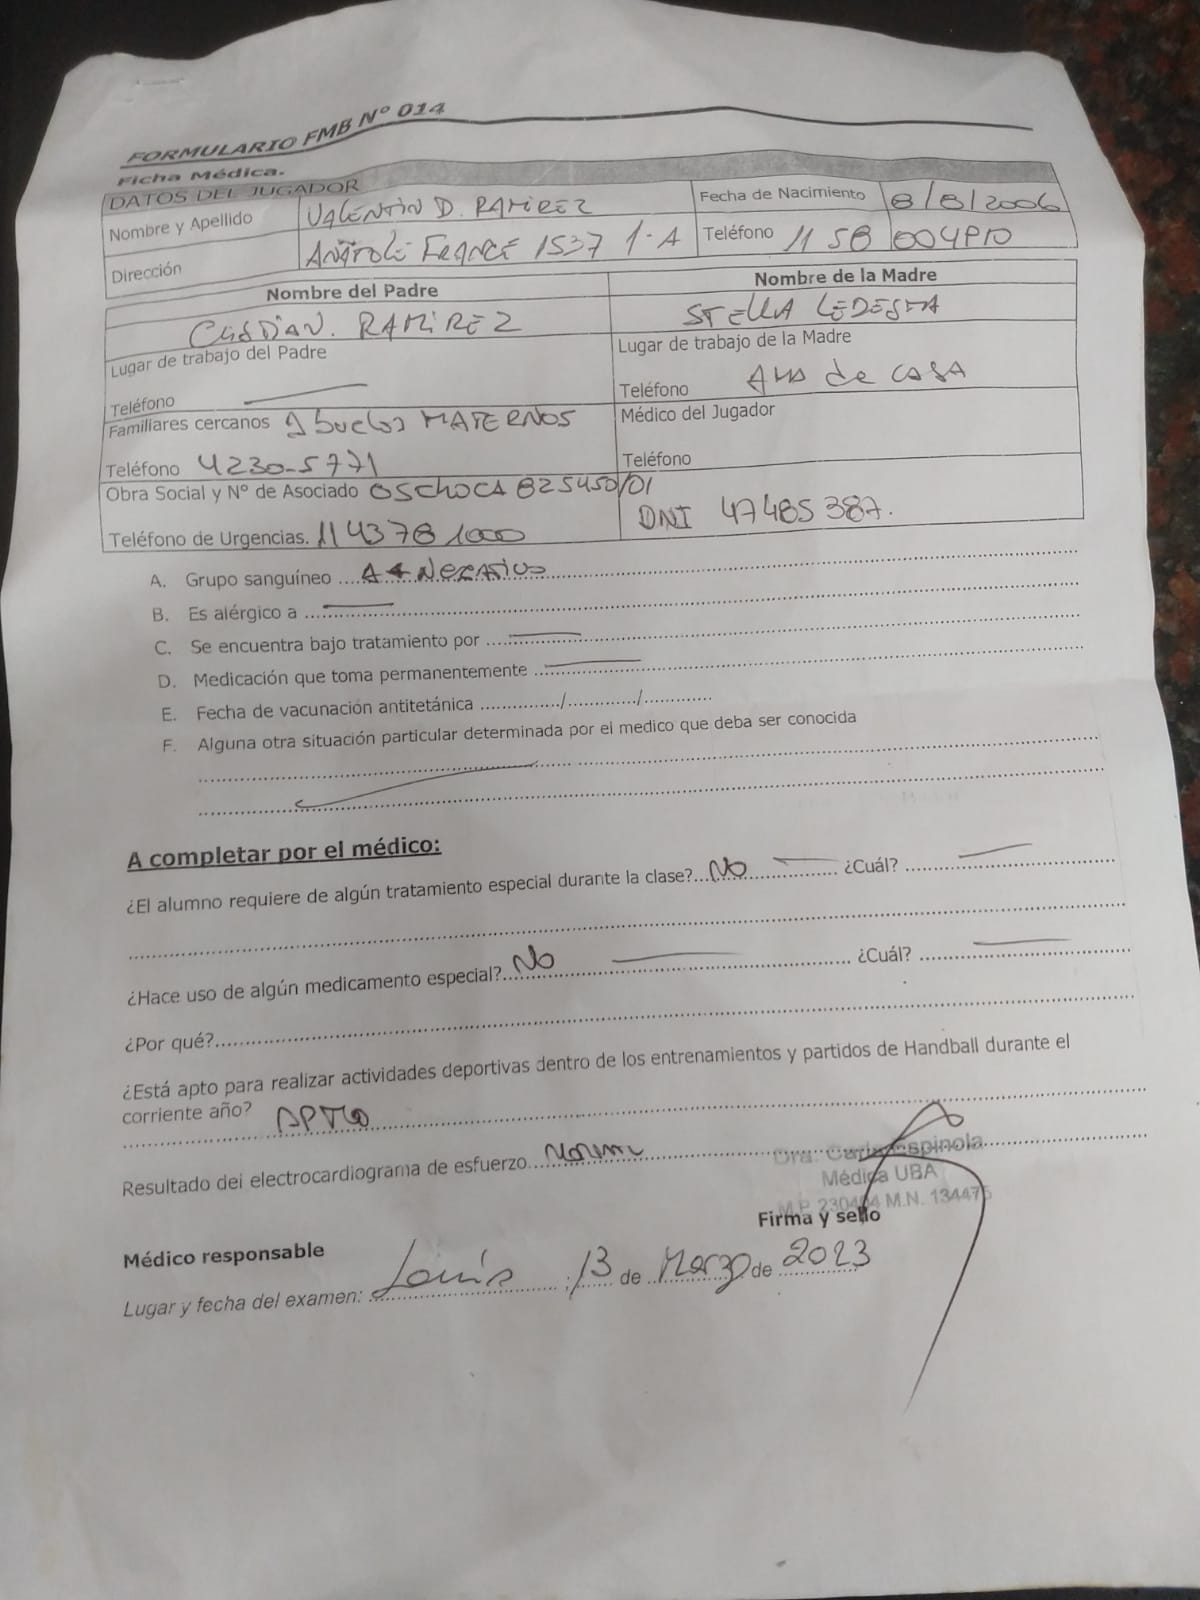 FORMULARIO FMB Nº 014
Ficha Médica.
DATOS DEL JUGADOR
Nombre y Apellido VALENTIN D. RAMIREZ Fecha de Nacimiento 8/8/2006
Dirección ANATOLE FRANCE 1537 1-A Teléfono 11 58
Nombre del Padre Nombre de la Madre
RAMIREZ STELLA LEDESMA
Lugar de trabajo del Padre Lugar de trabajo de la Madre
Teléfono Teléfono AMA de CASA
Familiares cercanos Abuelos MATERNOS Médico del Jugador
Teléfono 4230-5771 Teléfono
Obra Social y Nº de Asociado OSCHOCA 825450/01
Teléfono de Urgencias. 11 4378 1000 DNI 47485387.
A. Grupo sanguíneo A Negativo
B. Es alérgico a
C. Se encuentra bajo tratamiento por
D. Medicación que toma permanentemente
E. Fecha de vacunación antitetánica ............../............./.............
F. Alguna otra situación particular determinada por el medico que deba ser conocida
A completar por el médico:
¿El alumno requiere de algún tratamiento especial durante la clase? No ¿Cuál?
¿Hace uso de algún medicamento especial? No ¿Cuál?
¿Por qué?
¿Está apto para realizar actividades deportivas dentro de los entrenamientos y partidos de Handball durante el
corriente año? APTO
Resultado del electrocardiograma de esfuerzo Normal
Dra. Espinola
Médica UBA
M.P. M.N. 134475
Firma y sello
Médico responsable
Lugar y fecha del examen: Lanús 13 de Marzo de 2023